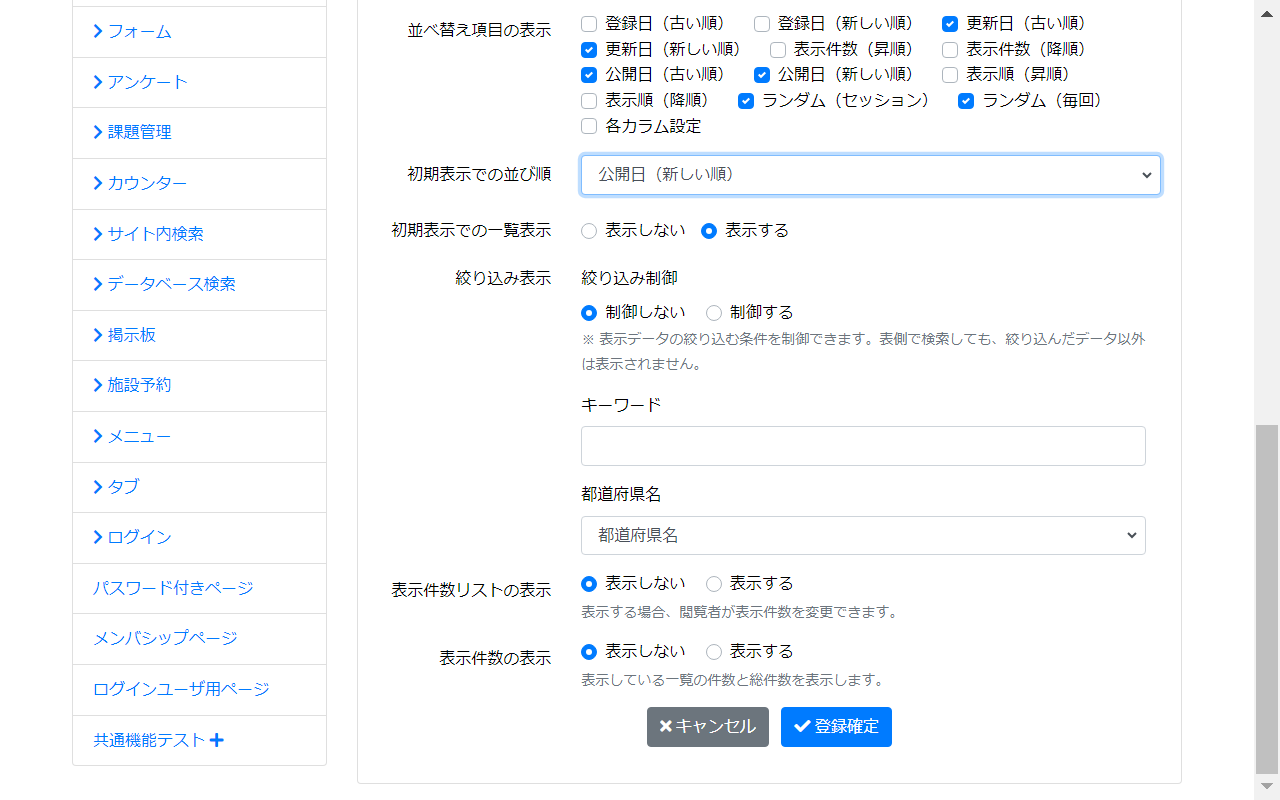 フォーム
アンケート
課題管理
カウンター
サイト内検索
データベース検索
掲示板
施設予約
メニュー
タブ
ログイン
パスワード付きページ
メンバシップページ
ログインユーザ用ページ
共通機能テスト
並べ替え項目の表示
登録日（古い順） 登録日（新しい順） 更新日（古い順）
更新日（新しい順） 表示件数（昇順） 表示件数（降順）
公開日（古い順） 公開日（新しい順） 表示順（昇順）
表示順（降順） ランダム（セッション） ランダム（毎回）
各カラム設定
初期表示での並び順 公開日（新しい順）
初期表示での一覧表示 表示しない 表示する
絞り込み表示 絞り込み制御
制御しない 制御する
※ 表示データの絞り込む条件を制御できます。表側で検索しても、絞り込んだデータ以外
は表示されません。
キーワード
都道府県名
都道府県名
表示件数リストの表示 表示しない 表示する
表示する場合、閲覧者が表示件数を変更できます。
表示件数の表示 表示しない 表示する
表示している一覧の件数と総件数を表示します。
キャンセル 登録確定